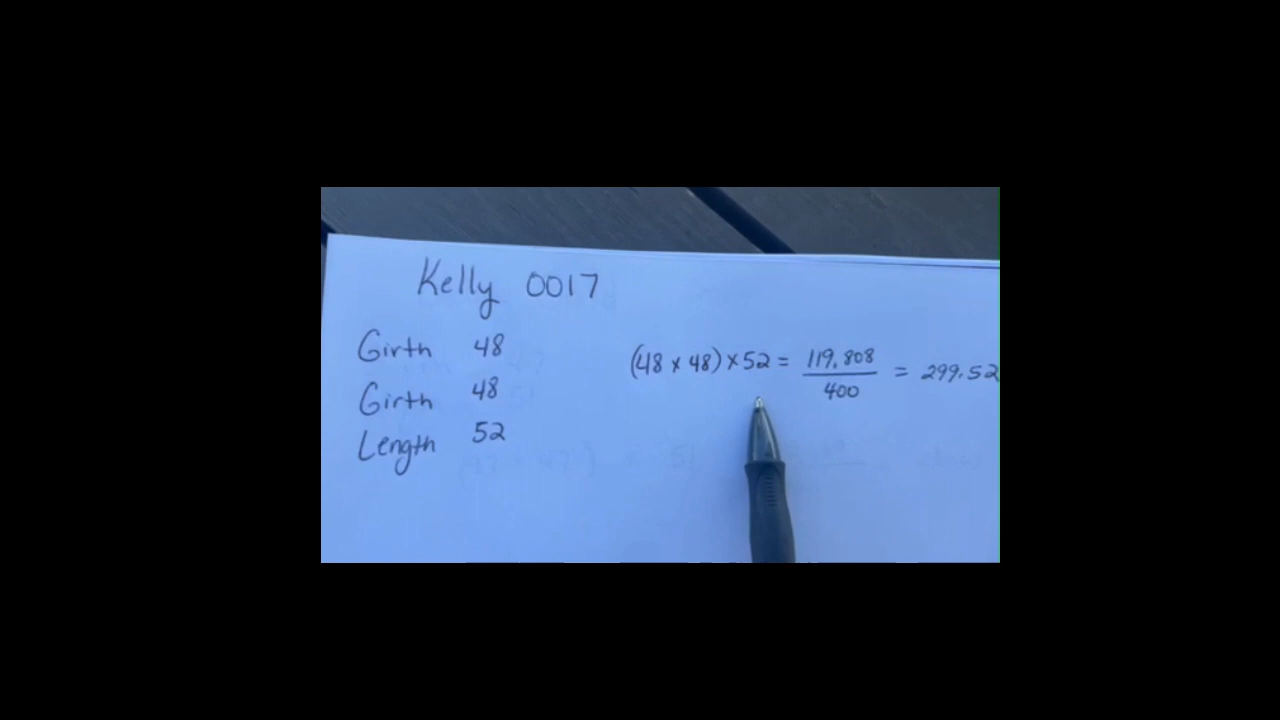 Kelly 0017
Girth 48
Girth 48
Length 52
(48 x 48) x 52 = 119,808 / 400 = 299.52